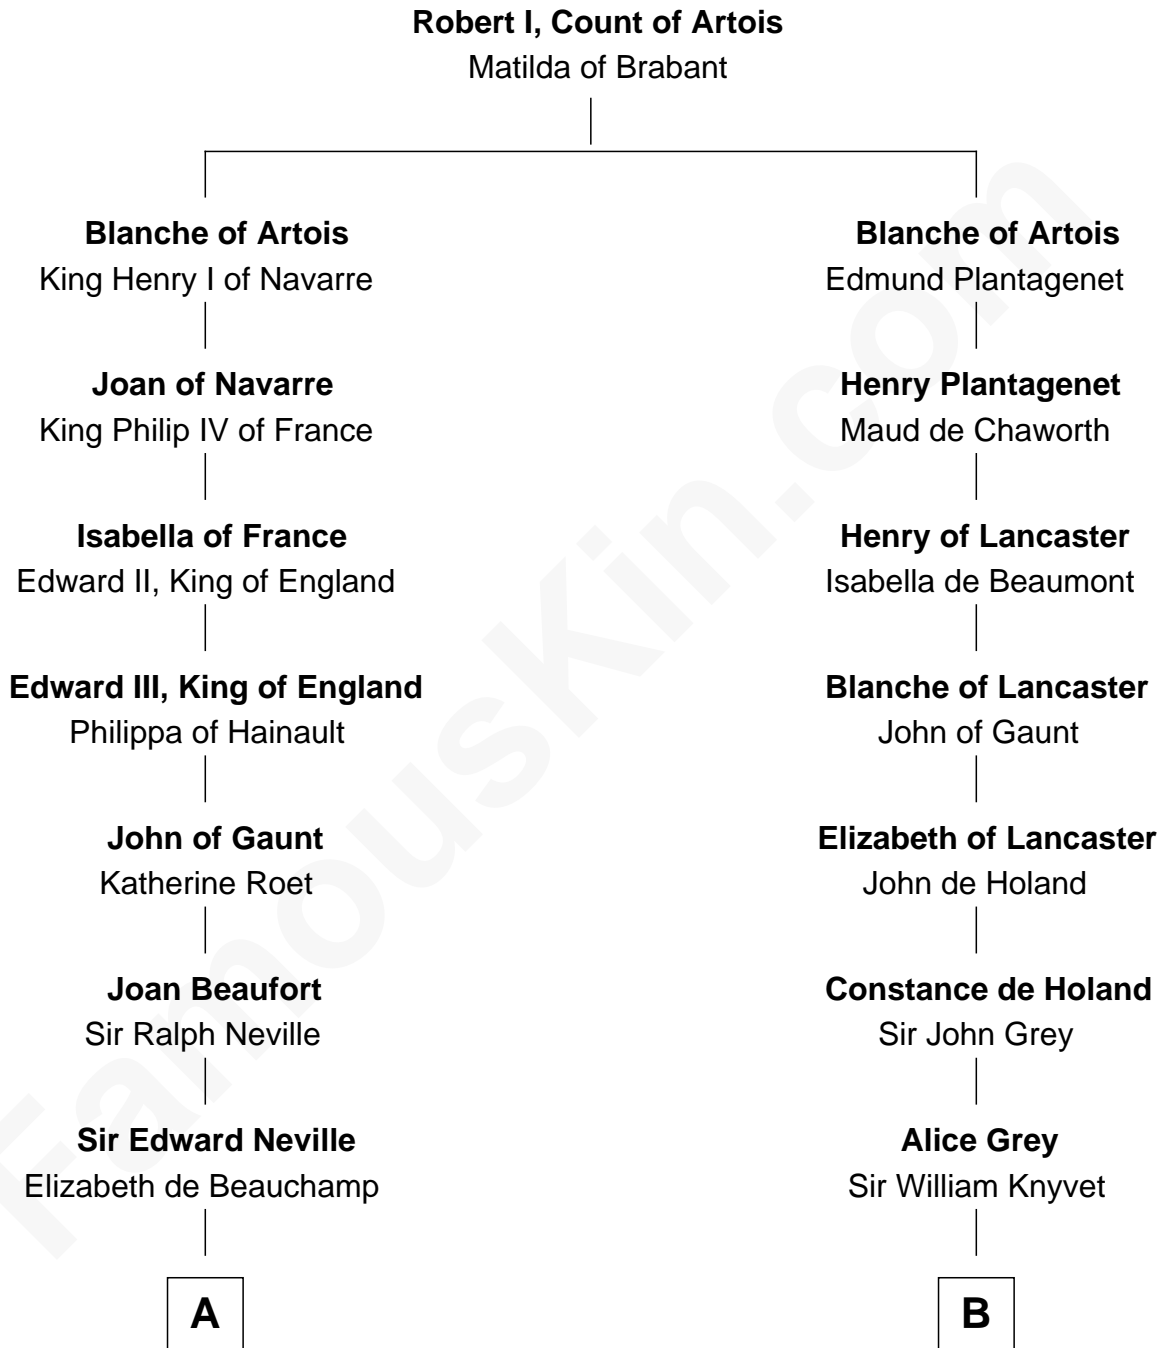 Robert I, Count of Artois
Matilda of Brabant
Blanche of Artois
King Henry I of Navarre
Joan of Navarre
King Philip IV of France
Isabella of France
Edward II, King of England
Edward III, King of England
Philippa of Hainault
John of Gaunt
Katherine Roet
Joan Beaufort
Sir Ralph Neville
Sir Edward Neville
Elizabeth de Beauchamp
A
Blanche of Artois
Edmund Plantagenet
Henry Plantagenet
Maud de Chaworth
Henry of Lancaster
Isabella de Beaumont
Blanche of Lancaster
John of Gaunt
Elizabeth of Lancaster
John de Holand
Constance de Holand
Sir John Grey
Alice Grey
Sir William Knyvet
B
FamousKin.com